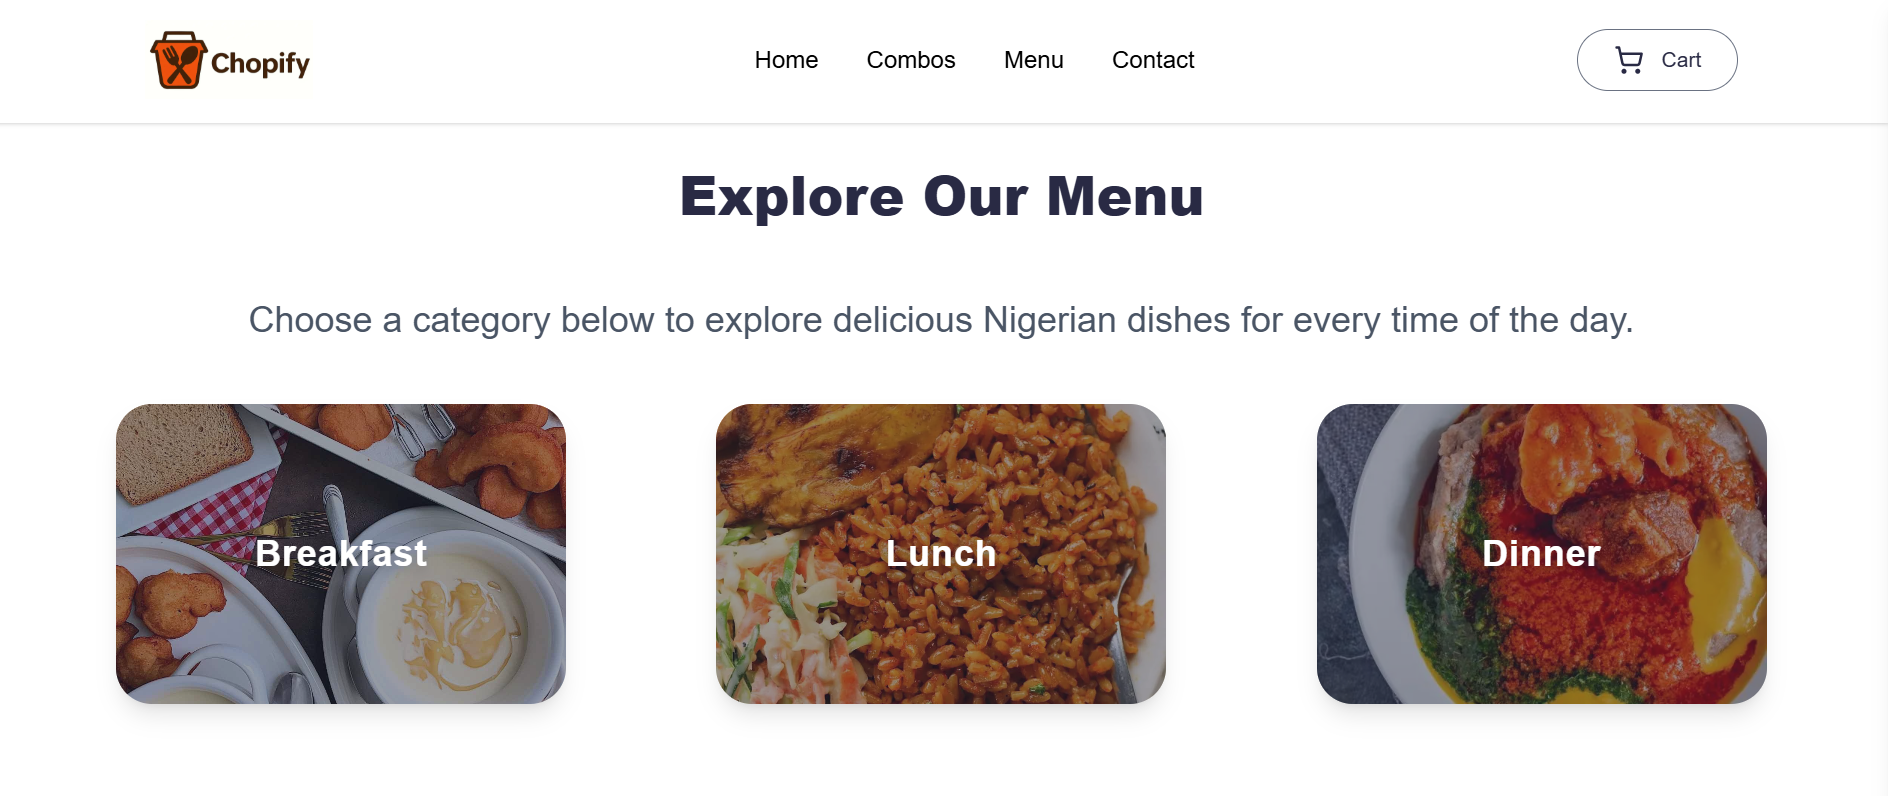 Chopify
Home Combos Menu Contact
Cart
Explore Our Menu
Choose a category below to explore delicious Nigerian dishes for every time of the day.
Breakfast
Lunch
Dinner